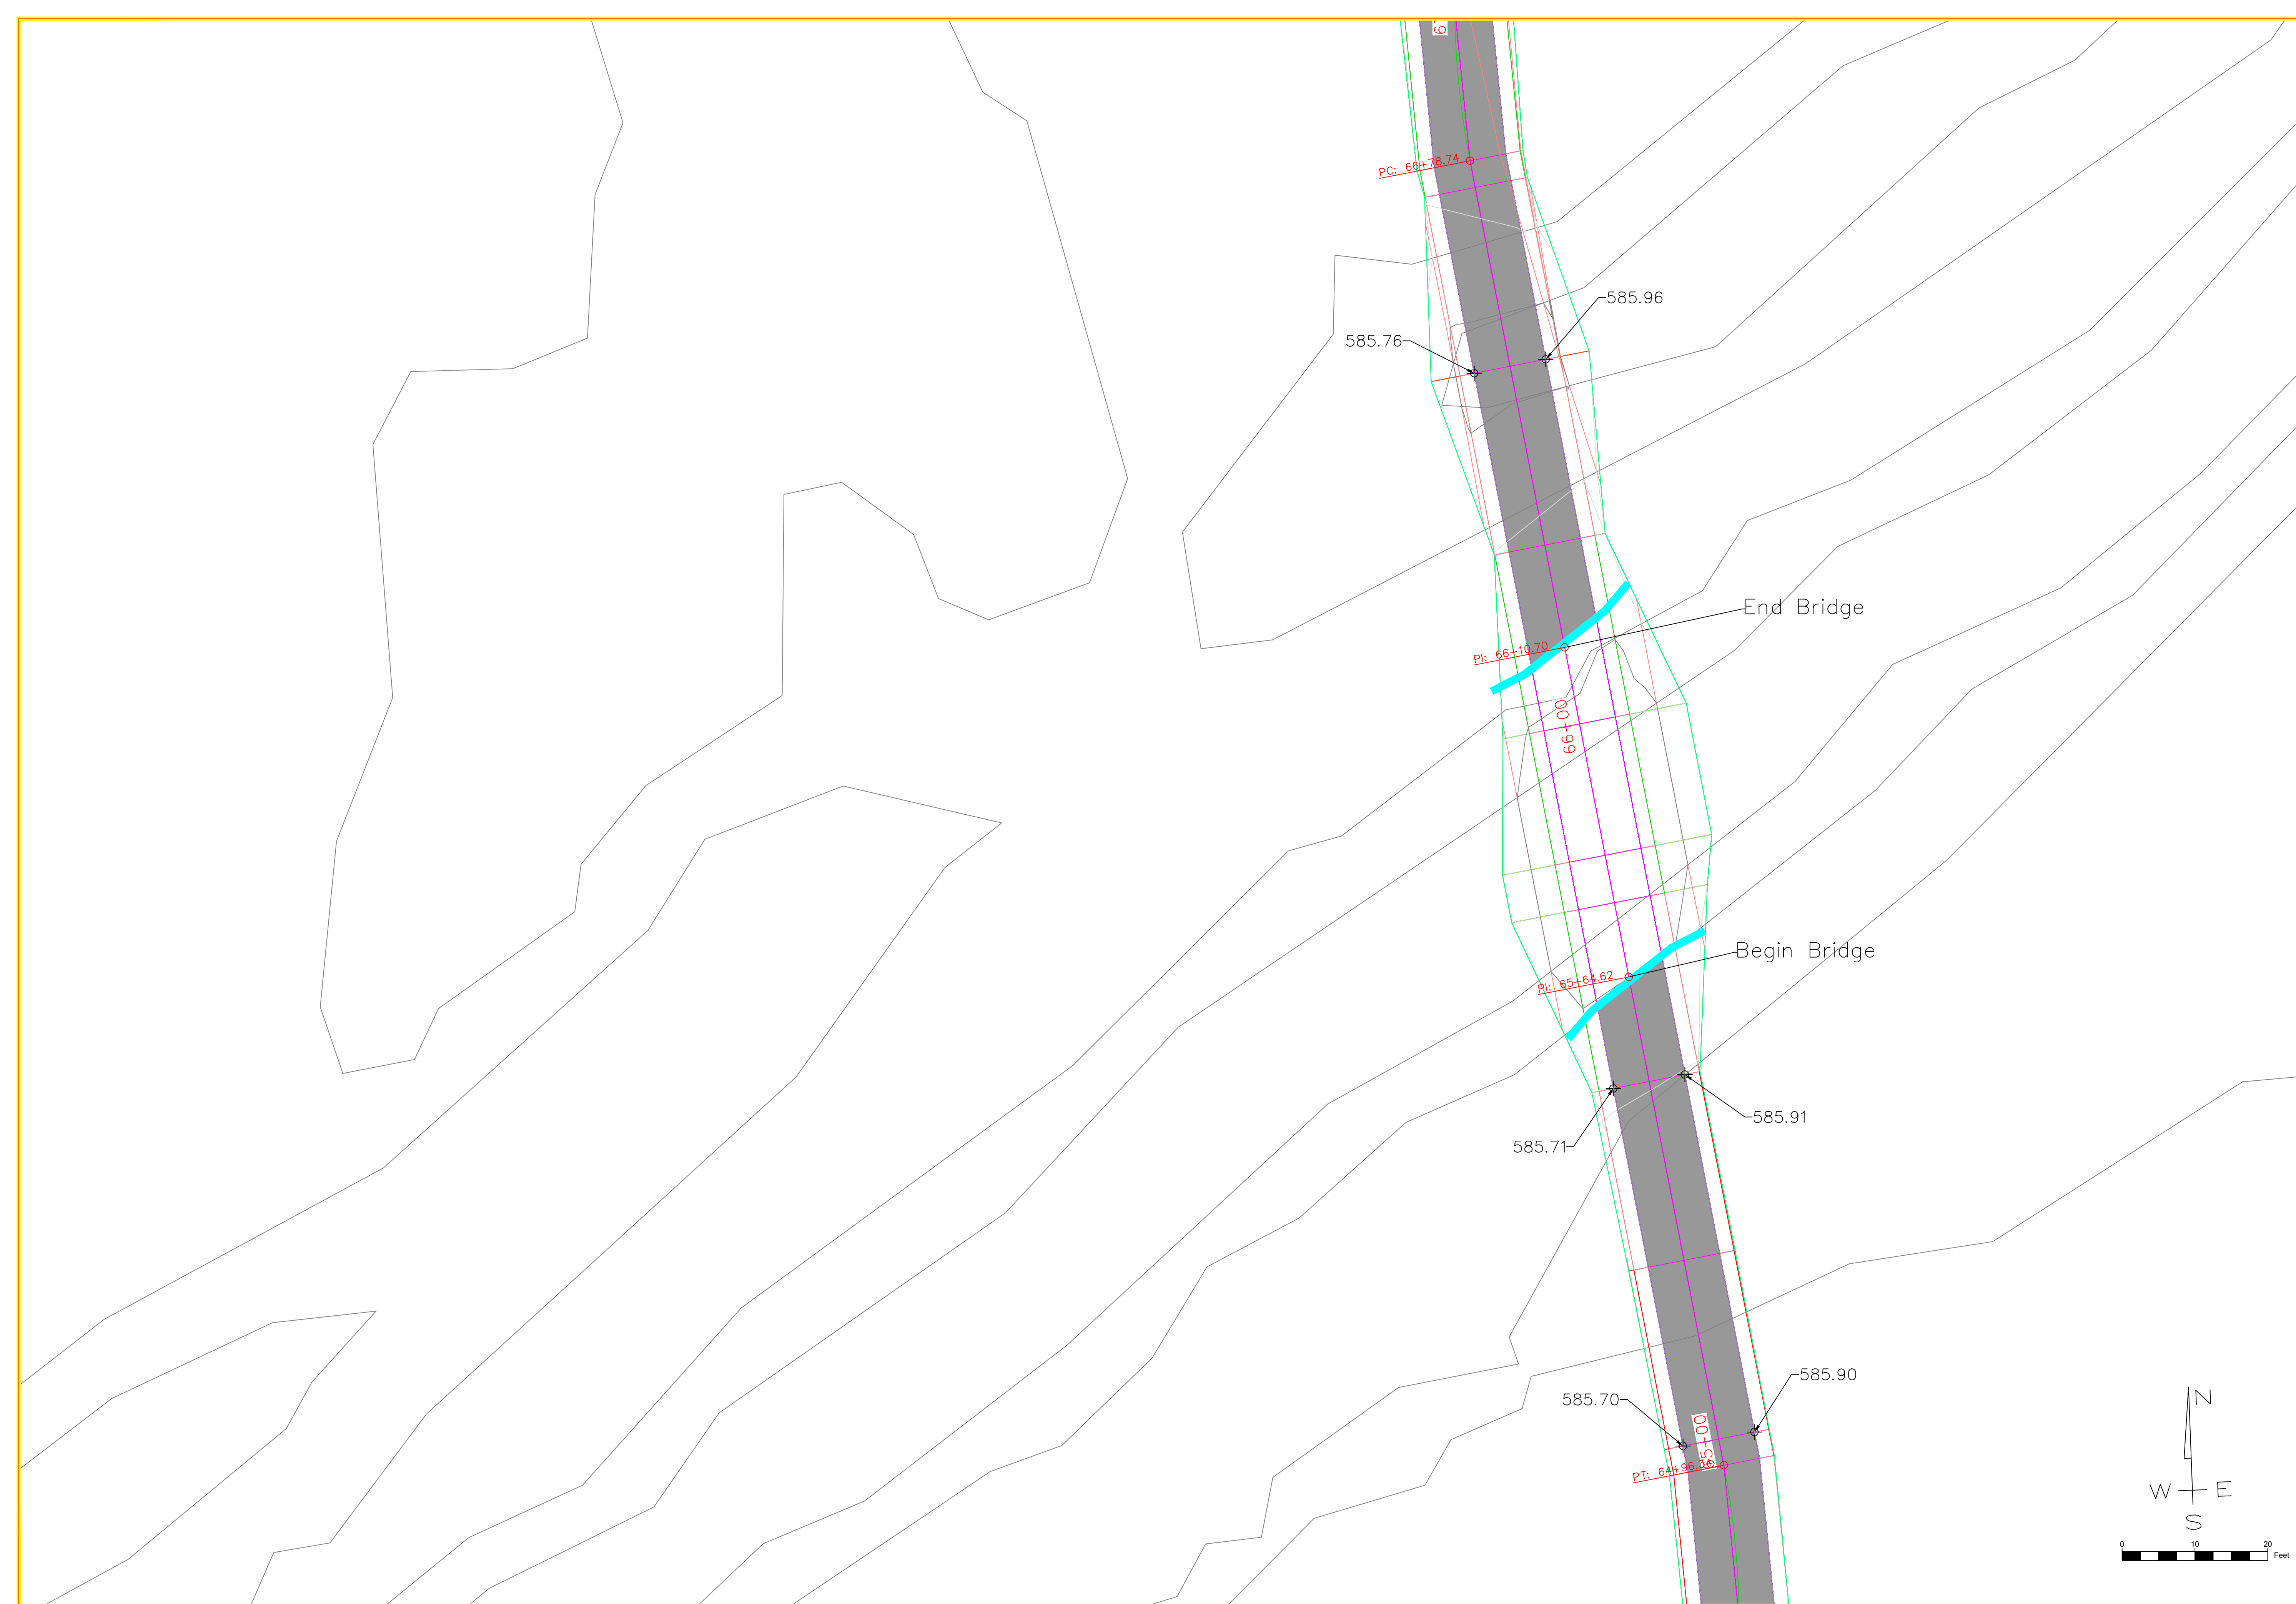 PC: 66+78.74
585.96
585.76
End Bridge
PI: 66+10.70
66+00
Begin Bridge
PI: 65+64.62
585.91
585.71
585.90
585.70
65+00
PT: 64+96.34
N
W E
S
0 10 20
Feet